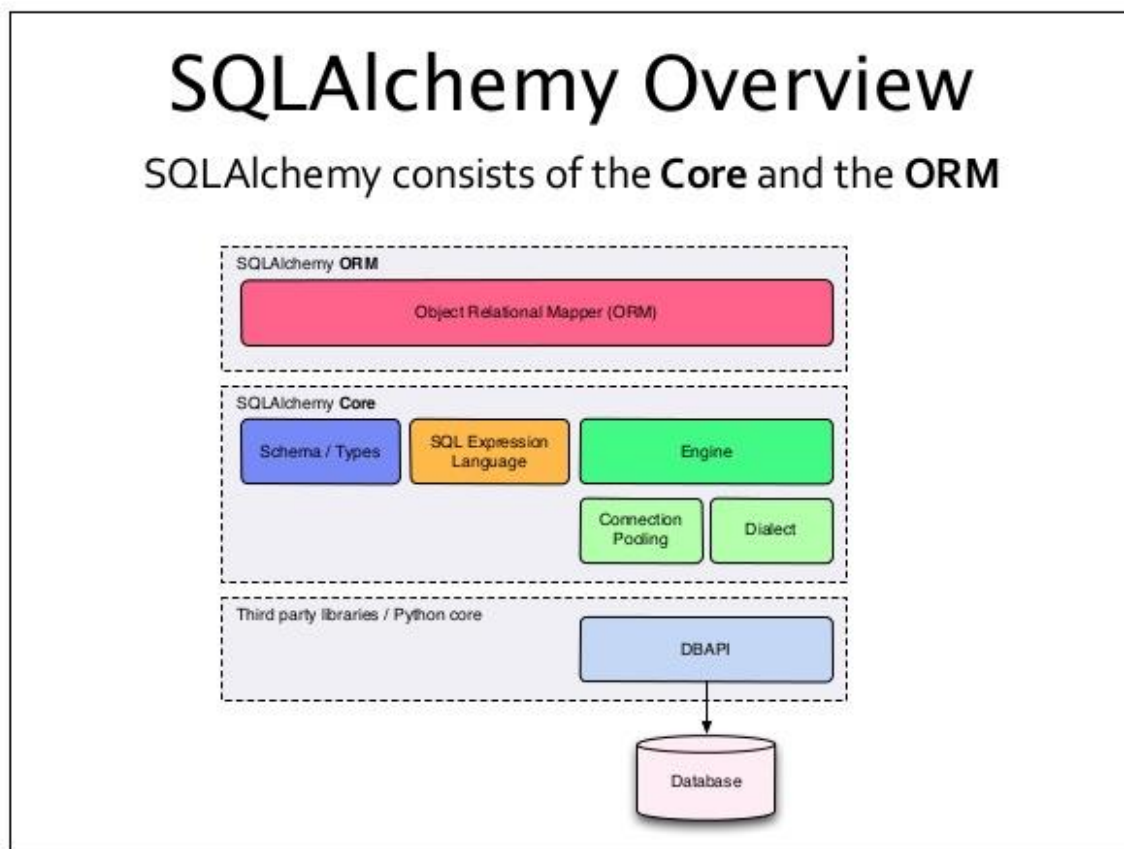 SQLAlchemy Overview
SQLAlchemy consists of the Core and the ORM
SQLAlchemy ORM
Object Relational Mapper (ORM)
SQLAlchemy Core
Schema / Types
SQL Expression
Language
Engine
Connection
Pooling
Dialect
Third party libraries / Python core
DBAPI
Database